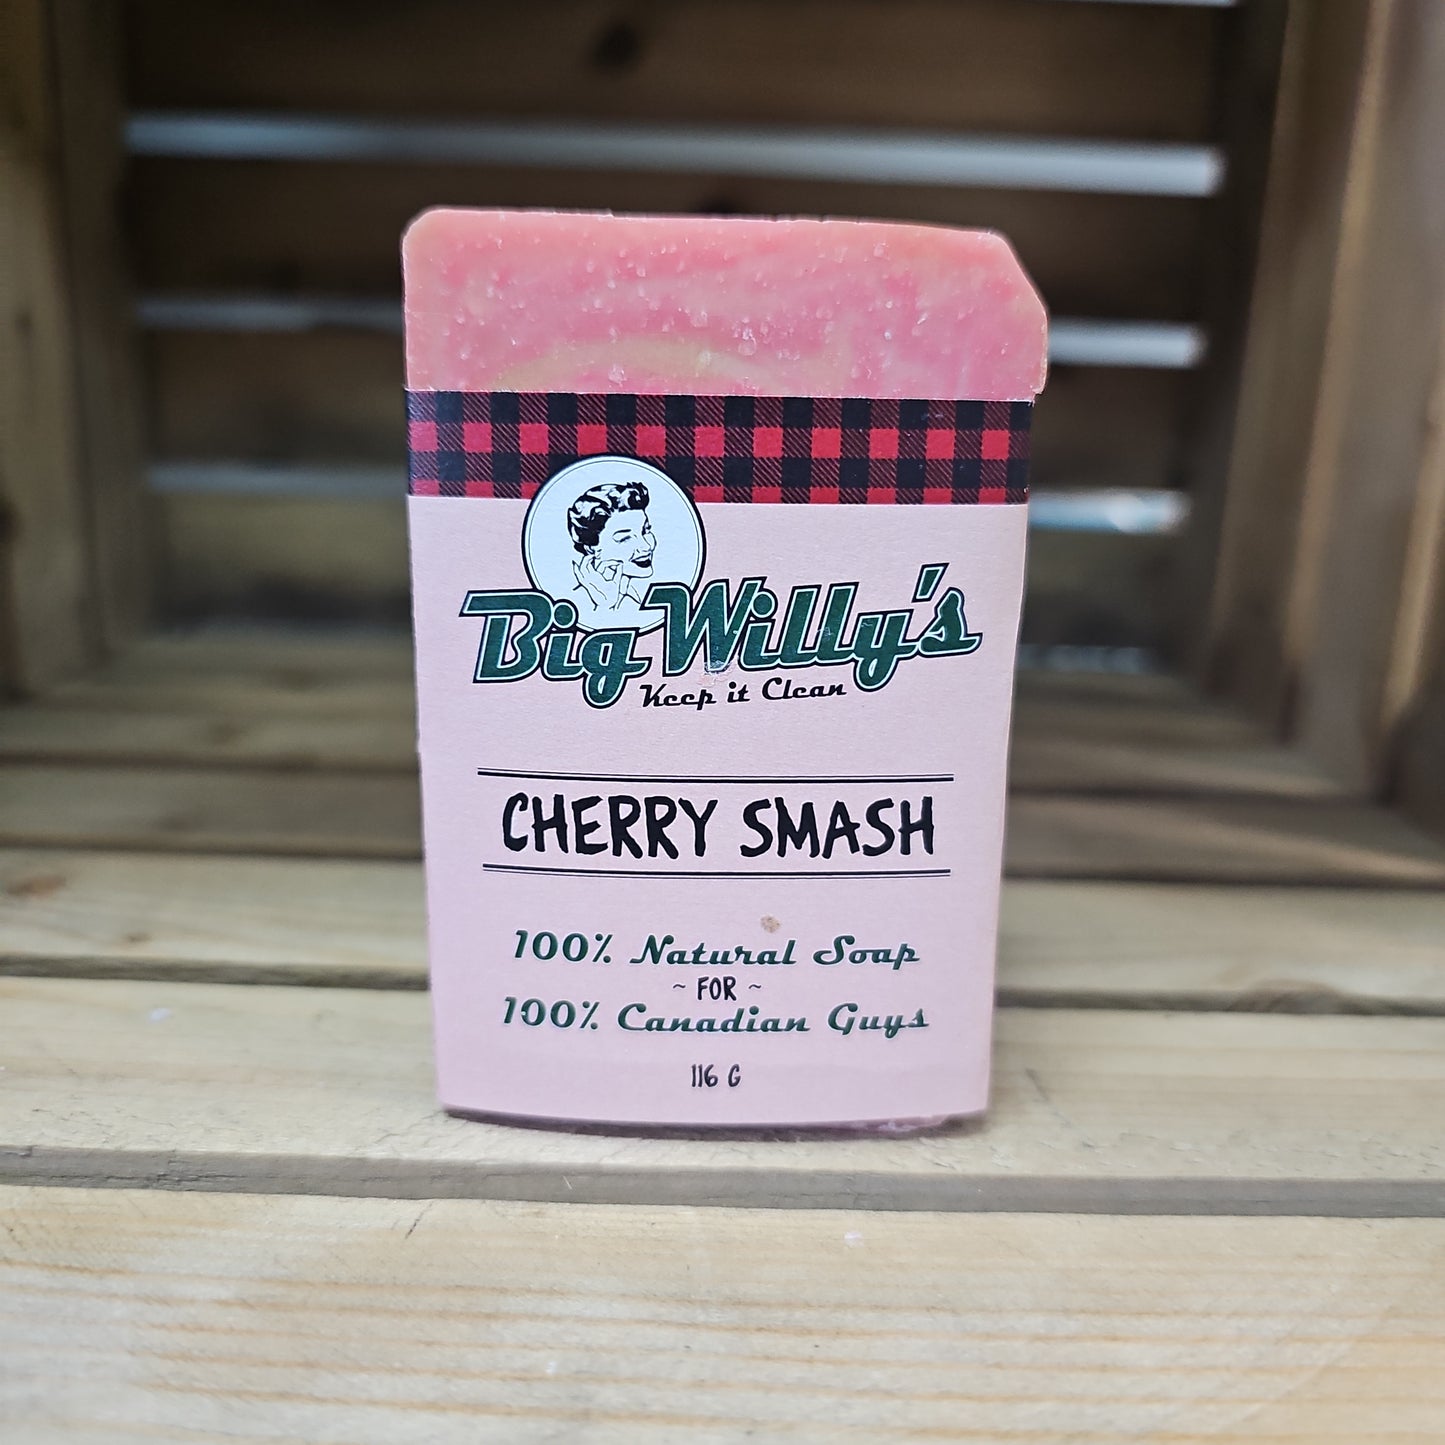 Big Willy's
Keep it Clean
CHERRY SMASH
100% Natural Soap
~ FOR ~
100% Canadian Guys
116 G